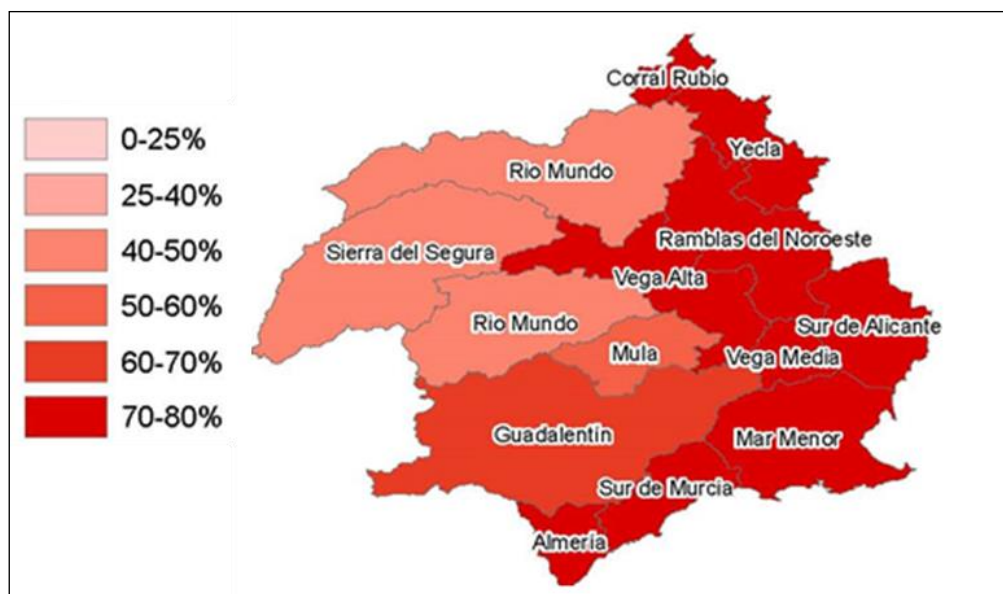 0-25%
25-40%
40-50%
50-60%
60-70%
70-80%
Corral Rubio
Yecla
Rio Mundo
Ramblas del Noroeste
Sierra del Segura
Vega Alta
Rio Mundo
Sur de Alicante
Mula
Vega Media
Guadalentín
Mar Menor
Sur de Murcia
Almería